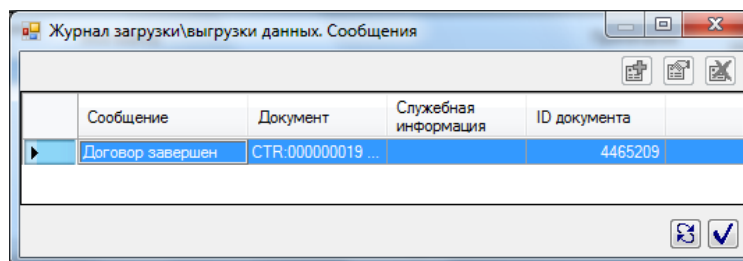 Журнал загрузки\выгрузки данных. Сообщения
Сообщение Документ Служебная информация ID документа
Договор завершен CTR:000000019 ... 4465209